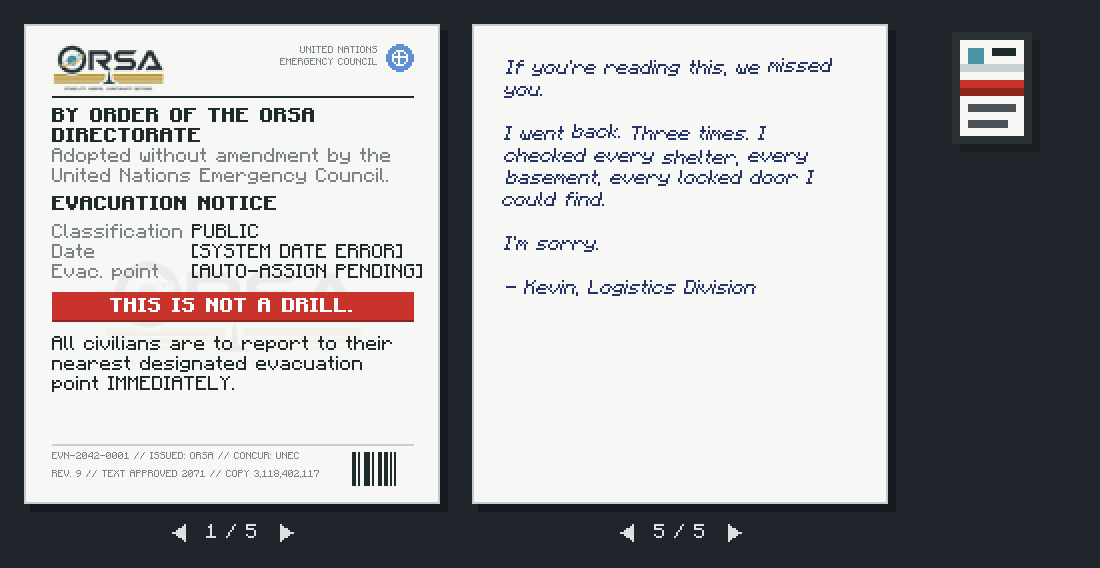 ORSA
UNITED NATIONS
EMERGENCY COUNCIL
BY ORDER OF THE ORSA
DIRECTORATE
Adopted without amendment by the
United Nations Emergency Council.
EVACUATION NOTICE
Classification PUBLIC
Date [SYSTEM DATE ERROR]
Evac. point [AUTO-ASSIGN PENDING]
THIS IS NOT A DRILL.
All civilians are to report to their
nearest designated evacuation
point IMMEDIATELY.
EVN-2042-0001 // ISSUED: ORSA // CONCUR: UNEC
REV. 9 // TEXT APPROVED 2071 // COPY 3,118,402,117
1 / 5
If you're reading this, we missed
you.
I went back. Three times. I
checked every shelter, every
basement, every locked door I
could find.
I'm sorry.
- Kevin, Logistics Division
5 / 5